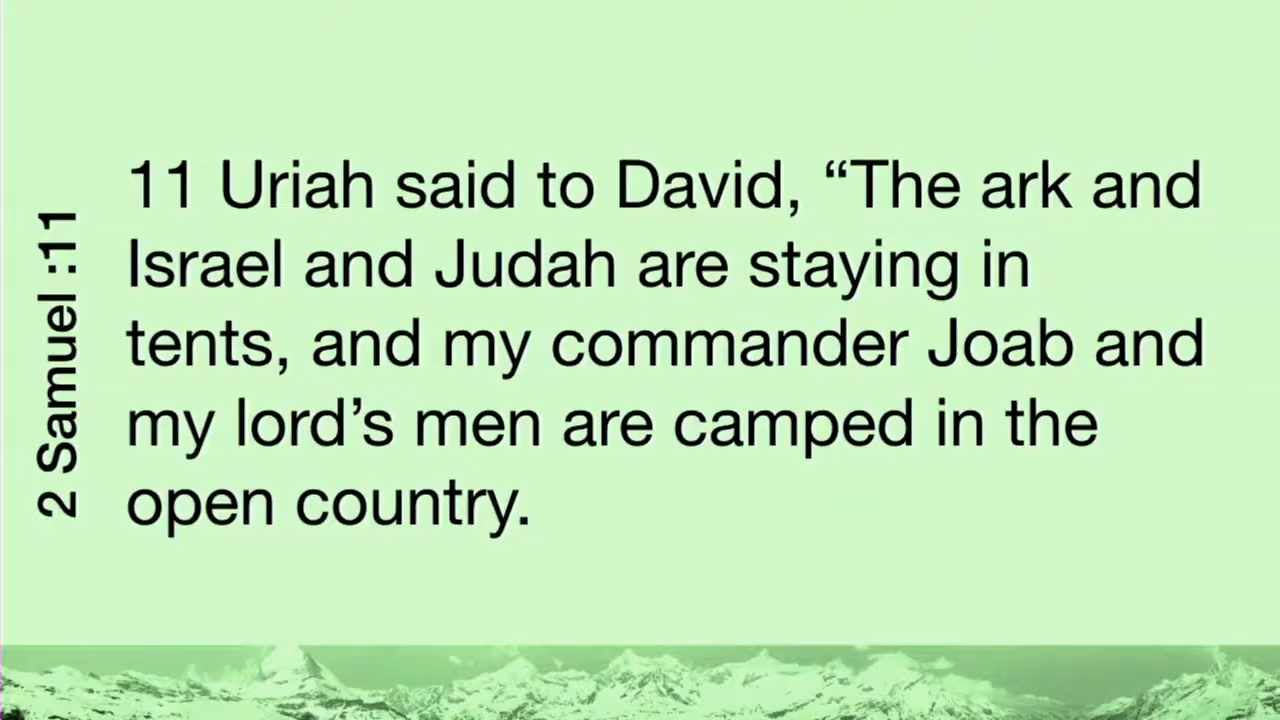 2 Samuel :11
11 Uriah said to David, “The ark and
Israel and Judah are staying in
tents, and my commander Joab and
my lord’s men are camped in the
open country.